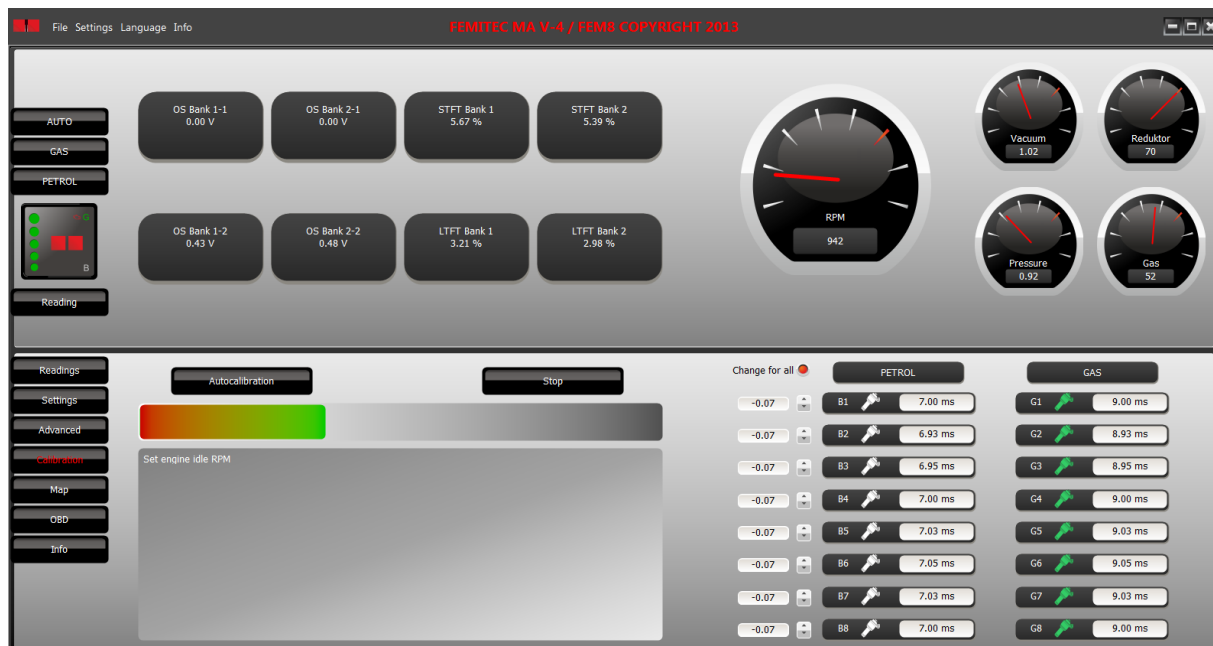 File Settings Language Info
FEMITEC MA V-4 / FEM8 COPYRIGHT 2013
AUTO
GAS
PETROL
G
B
Reading
OS Bank 1-1
0.00 V
OS Bank 2-1
0.00 V
STFT Bank 1
5.67 %
STFT Bank 2
5.39 %
OS Bank 1-2
0.43 V
OS Bank 2-2
0.48 V
LTFT Bank 1
3.21 %
LTFT Bank 2
2.98 %
RPM
942
Vacuum
1.02
Reduktor
70
Pressure
0.92
Gas
52
Readings
Settings
Advanced
Calibration
Map
OBD
Info
Autocalibration
Stop
Set engine idle RPM
Change for all
PETROL
GAS
-0.07 B1 7.00 ms G1 9.00 ms
-0.07 B2 6.93 ms G2 8.93 ms
-0.07 B3 6.95 ms G3 8.95 ms
-0.07 B4 7.00 ms G4 9.00 ms
-0.07 B5 7.03 ms G5 9.03 ms
-0.07 B6 7.05 ms G6 9.05 ms
-0.07 B7 7.03 ms G7 9.03 ms
-0.07 B8 7.00 ms G8 9.00 ms